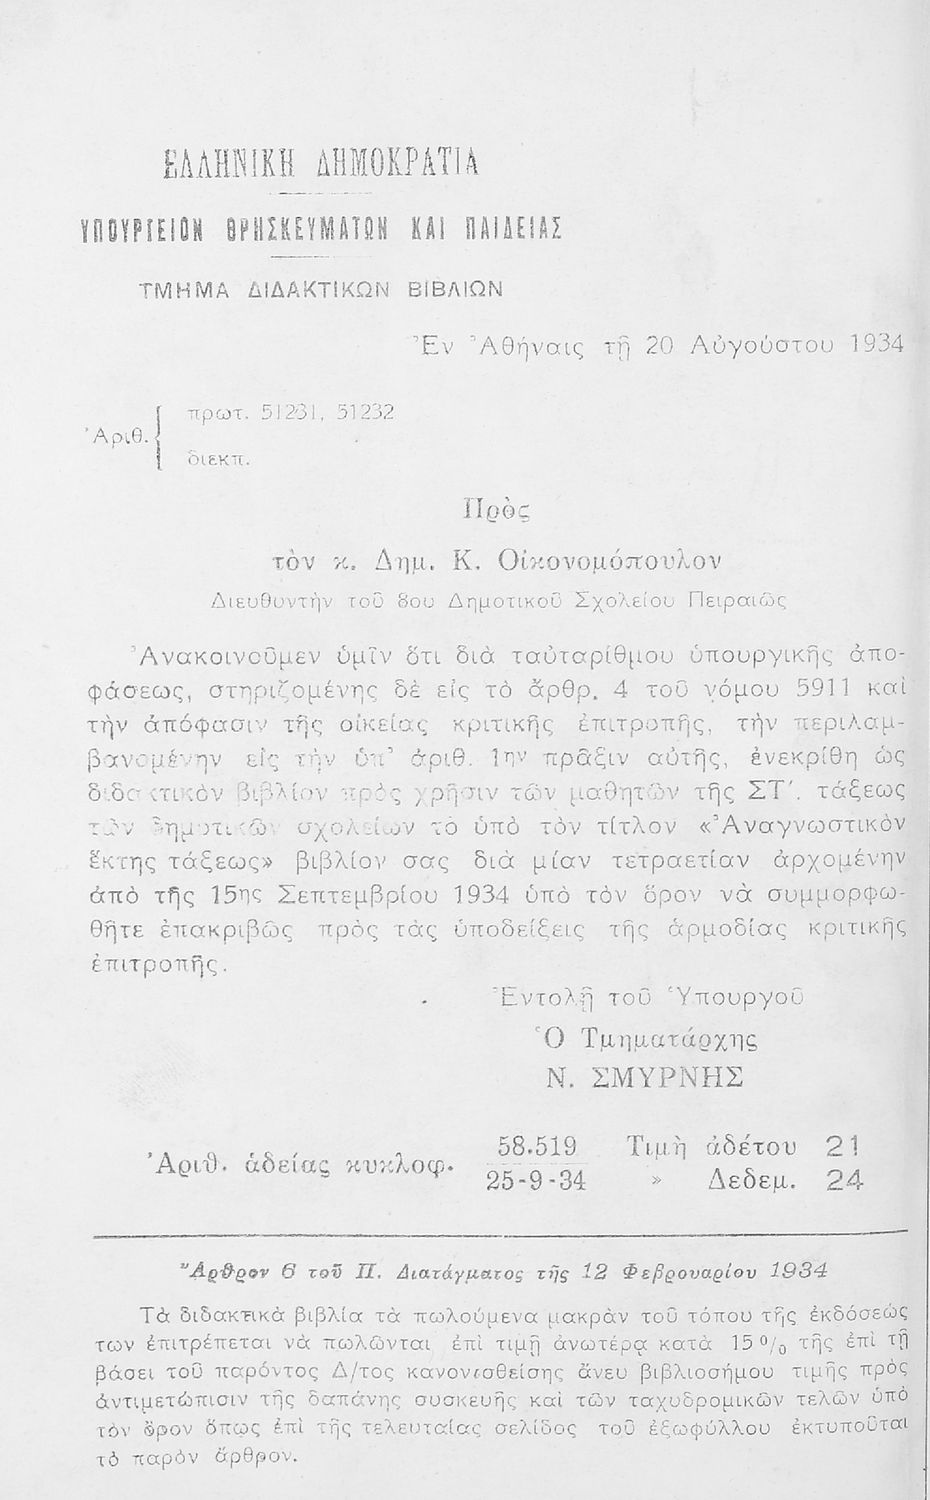 ΕΛΛΗΝΙΚΗ ΔΗΜΟΚΡΑΤΙΑ
ΥΠΟΥΡΓΕΙΟΝ ΘΡΗΣΚΕΥΜΑΤΩΝ ΚΑΙ ΠΑΙΔΕΙΑΣ
ΤΜΗΜΑ ΔΙΔΑΚΤΙΚΩΝ ΒΙΒΛΙΩΝ
Ἐν Ἀθήναις τῇ 20 Αὐγούστου 1934
Ἀριθ. { πρωτ. 51231, 51232
διεκπ.
Πρὸς
τὸν κ. Δημ. Κ. Οἰκονομόπουλον
Διευθυντὴν τοῦ 8ου Δημοτικοῦ Σχολείου Πειραιῶς
Ἀνακοινοῦμεν ὑμῖν ὅτι διὰ ταὐταρίθμου ὑπουργικῆς ἀπο-
φάσεως, στηριζομένης δὲ εἰς τὸ ἄρθρ. 4 τοῦ νόμου 5911 καὶ
τὴν ἀπόφασιν τῆς οἰκείας κριτικῆς ἐπιτροπῆς, τὴν περιλαμ-
βανομένην εἰς τὴν ὑπ' ἀριθ. 1ην πρᾶξιν αὐτῆς, ἐνεκρίθη ὡς
διδακτικὸν βιβλίον πρὸς χρῆσιν τῶν μαθητῶν τῆς ΣΤ΄. τάξεως
τῶν δημοτικῶν σχολείων τὸ ὑπὸ τὸν τίτλον «Ἀναγνωστικὸν
ἕκτης τάξεως» βιβλίον σας διὰ μίαν τετραετίαν ἀρχομένην
ἀπὸ τῆς 15ης Σεπτεμβρίου 1934 ὑπὸ τὸν ὅρον νὰ συμμορφω-
θῆτε ἐπακριβῶς πρὸς τὰς ὑποδείξεις τῆς ἁρμοδίας κριτικῆς
ἐπιτροπῆς.
Ἐντολῇ τοῦ Ὑπουργοῦ
Ὁ Τμηματάρχης
Ν. ΣΜΥΡΝΗΣ
Ἀριθ. ἀδείας κυκλοφ. 58.519 Τιμὴ ἀδέτου 21
25-9-34 » Δεδεμ. 24
Ἄρθρον 6 τοῦ Π. Διατάγματος τῆς 12 Φεβρουαρίου 1934
Τὰ διδακτικὰ βιβλία τὰ πωλούμενα μακρὰν τοῦ τόπου τῆς ἐκδόσεώς
των ἐπιτρέπεται νὰ πωλῶνται ἐπὶ τιμῇ ἀνωτέρᾳ κατὰ 15 % τῆς ἐπὶ τῇ
βάσει τοῦ παρόντος Δ/τος κανονισθείσης ἄνευ βιβλιοσήμου τιμῆς πρὸς
ἀντιμετώπισιν τῆς δαπάνης συσκευῆς καὶ τῶν ταχυδρομικῶν τελῶν ὑπὸ
τὸν ὅρον ὅπως ἐπὶ τῆς τελευταίας σελίδος τοῦ ἐξωφύλλου ἐκτυποῦται
τὸ παρὸν ἄρθρον.